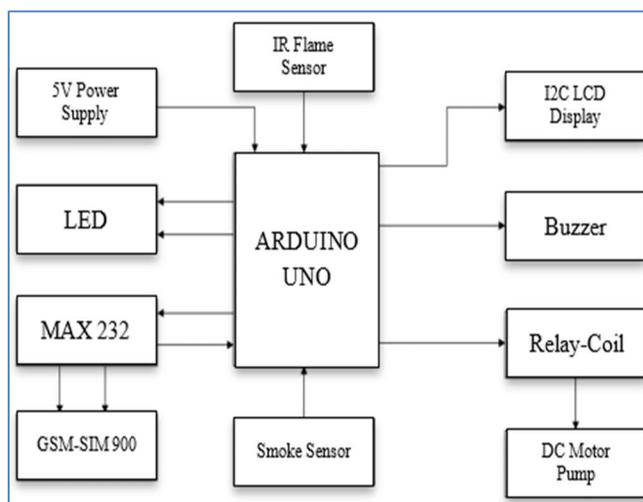 IR Flame
Sensor
5V Power
Supply
I2C LCD
Display
LED
ARDUINO
UNO
Buzzer
MAX 232
Relay-Coil
GSM-SIM 900
Smoke Sensor
DC Motor
Pump